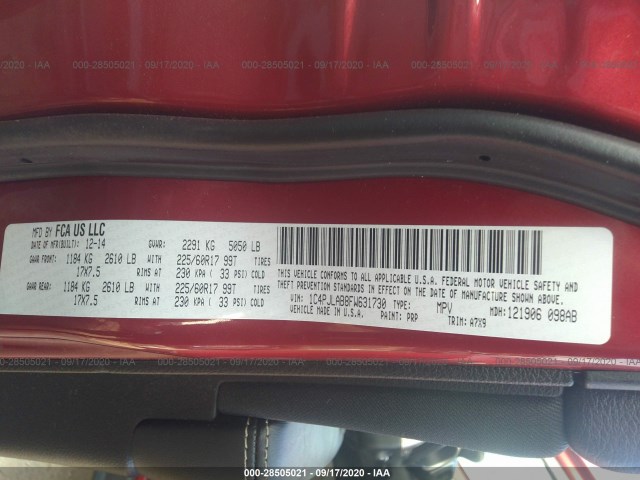 000-28505021 - 09/17/2020 - IAA
MFD BY FCA US LLC
DATE OF MFR(BUILT): 12-14 GVWR: 2291 KG 5050 LB
GAWR FRONT: 1184 KG 2610 LB WITH 225/60R17 99T TIRES
17X7.5 RIMS AT 230 KPA ( 33 PSI) COLD
GAWR REAR: 1184 KG 2610 LB WITH 225/60R17 99T TIRES
17X7.5 RIMS AT 230 KPA ( 33 PSI) COLD
THIS VEHICLE CONFORMS TO ALL APPLICABLE U.S.A. FEDERAL MOTOR VEHICLE SAFETY AND
THEFT PREVENTION STANDARDS IN EFFECT ON THE DATE OF MANUFACTURE SHOWN ABOVE.
VIN: 1C4PJLAB8FW631730 TYPE: MPV MDH: 121906 098AB
MADE IN U.S.A. PAINT: PRP TRIM: A7X9
000-28505021 - 09/17/2020 - IAA